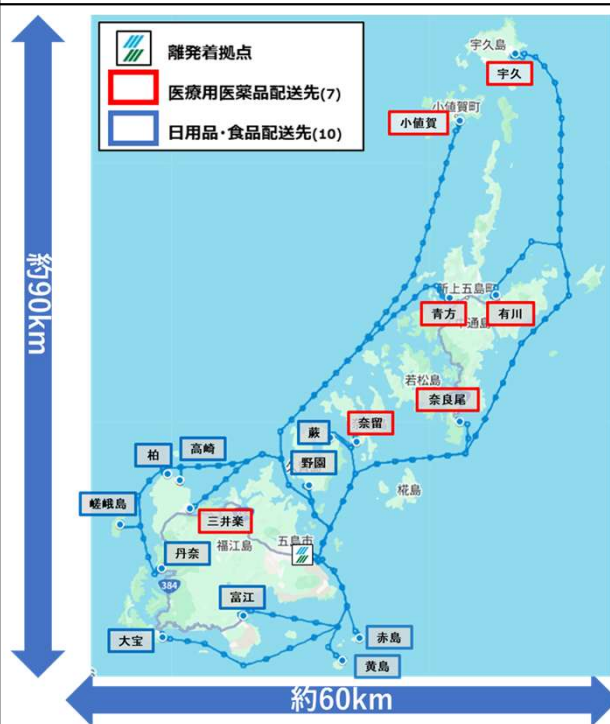 離発着拠点
医療用医薬品配送先(7)
日用品・食品配送先(10)
宇久島
宇久
小値賀町
小値賀
約90km
新上五島町
青方
有川
中通島
若松島
奈良尾
奈留
蕨
野園
高崎
柏
椛島
嵯峨島
三井楽
五島市
福江島
丹奈
384
富江
大宝
赤島
黄島
約60km